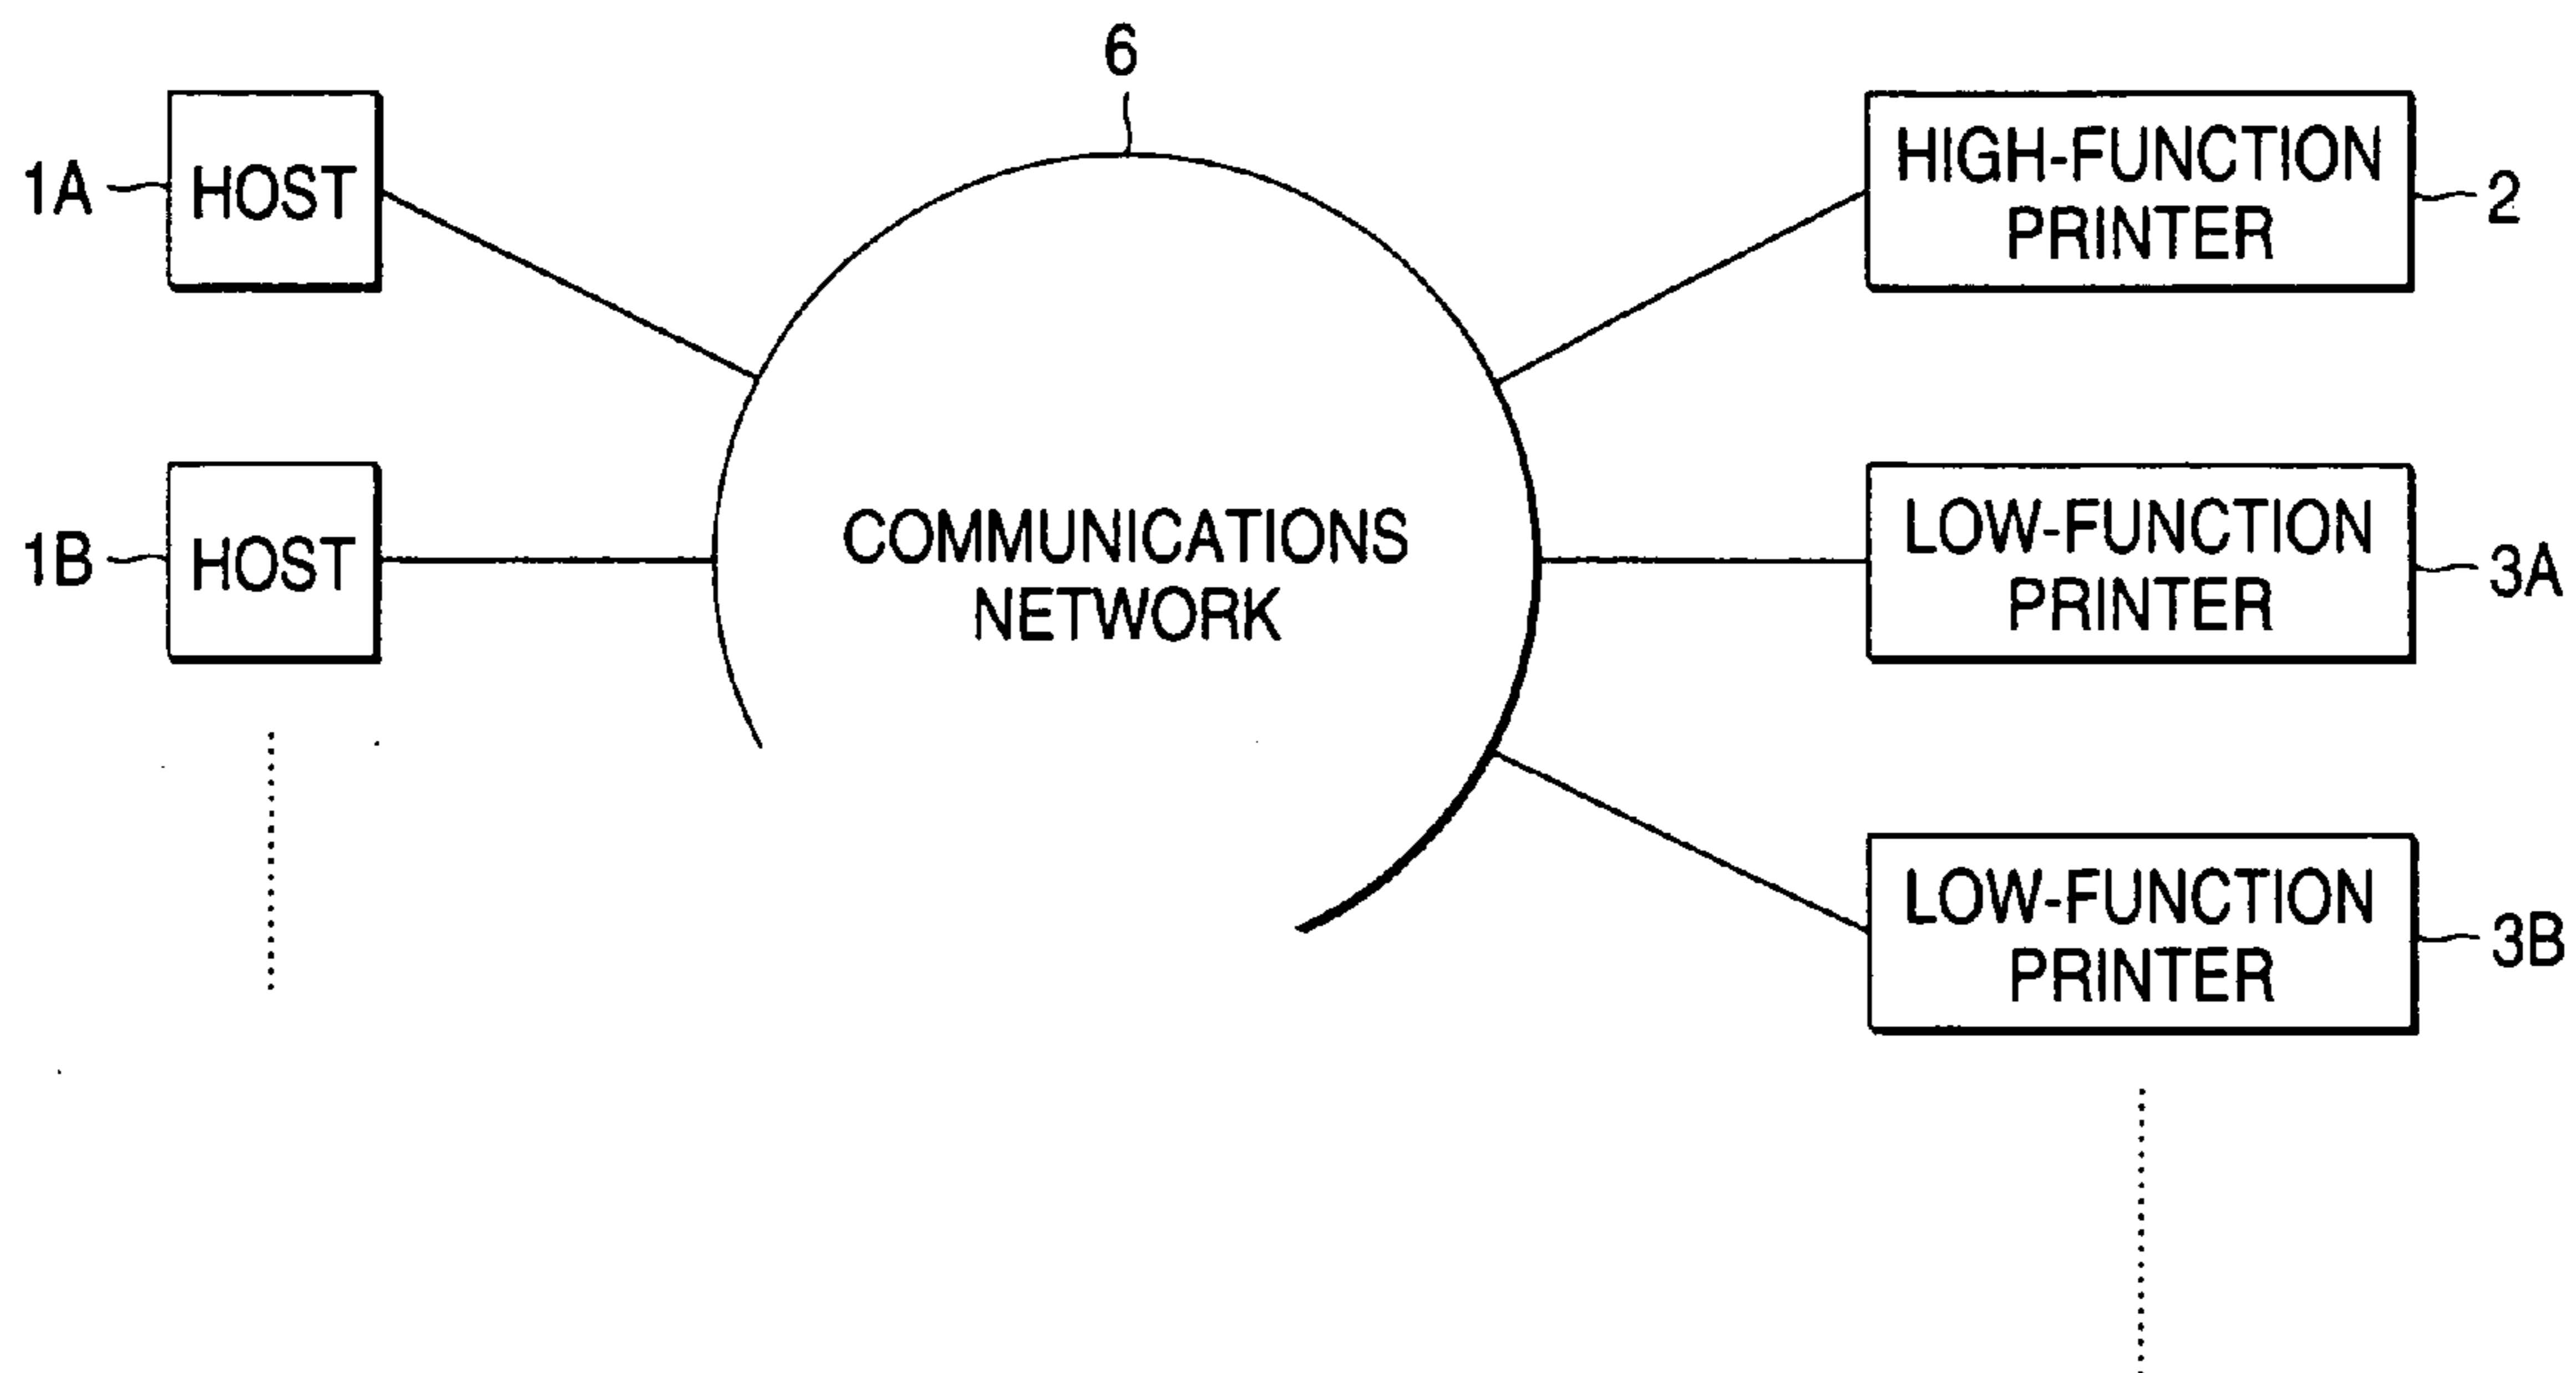 6
1A
HOST
HIGH-FUNCTION
PRINTER
2
1B
HOST
COMMUNICATIONS
NETWORK
LOW-FUNCTION
PRINTER
3A
LOW-FUNCTION
PRINTER
3B